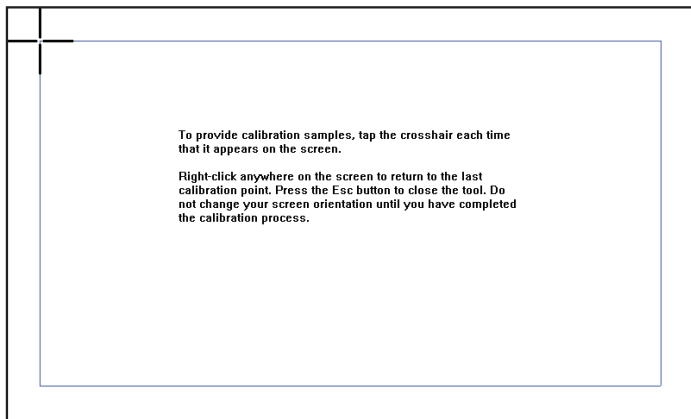 To provide calibration samples, tap the crosshair each time
that it appears on the screen.
Right-click anywhere on the screen to return to the last
calibration point. Press the Esc button to close the tool. Do
not change your screen orientation until you have completed
the calibration process.